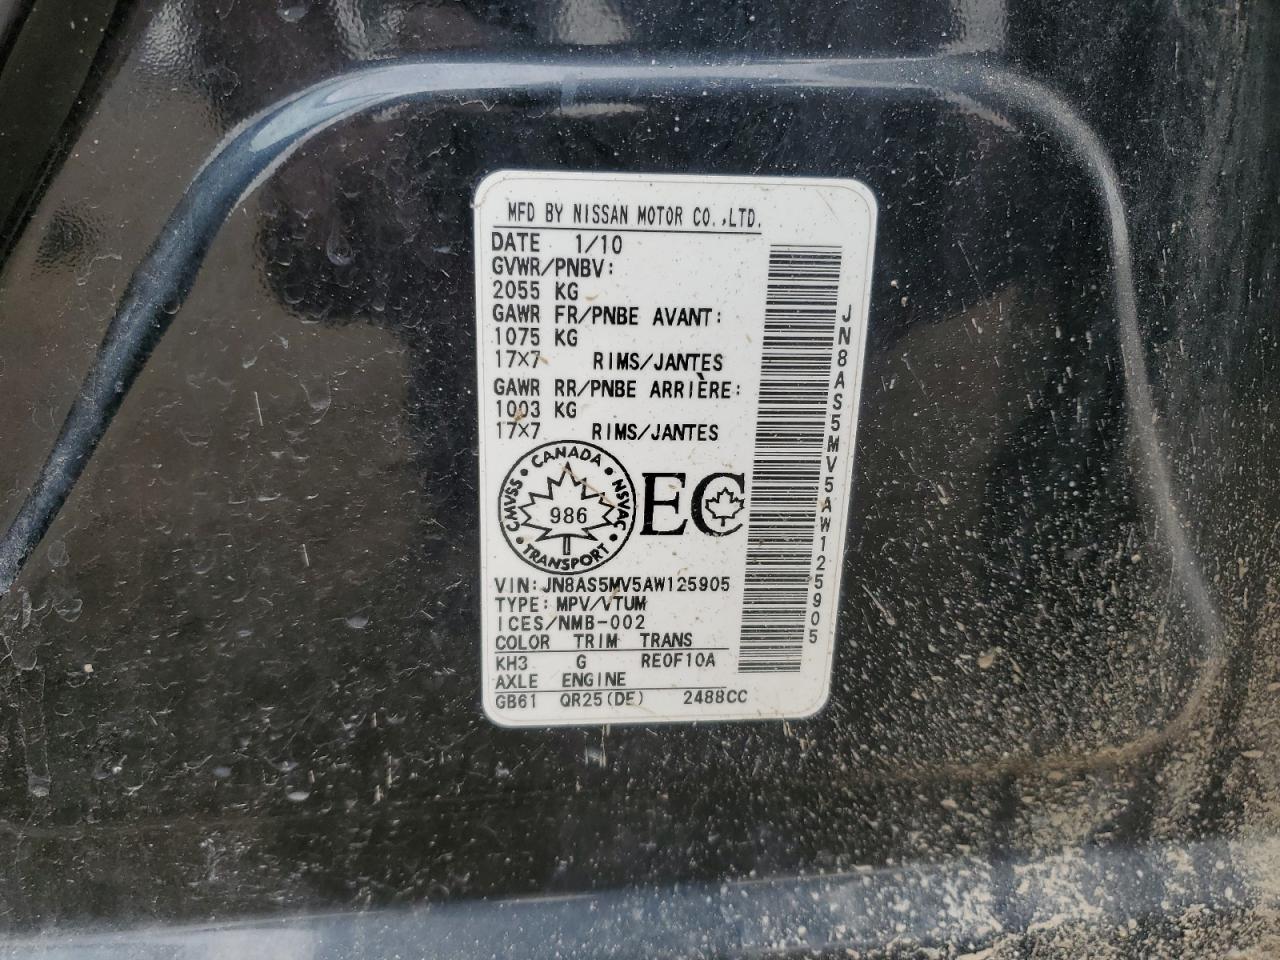 MFD BY NISSAN MOTOR CO.,LTD.
DATE 1/10
GVWR/PNBV:
2055 KG
GAWR FR/PNBE AVANT:
1075 KG
17×7 RIMS/JANTES
GAWR RR/PNBE ARRIÈRE:
1003 KG
17×7 RIMS/JANTES
CANADA
CMVSS • NSVAC
986
TRANSPORT
EC
VIN:JN8AS5MV5AW125905
TYPE:MPV/VTUM
ICES/NMB-002
COLOR TRIM TRANS
KH3 G RE0F10A
AXLE ENGINE
GB61 QR25(DE) 2488CC
JN8AS5MV5AW125905